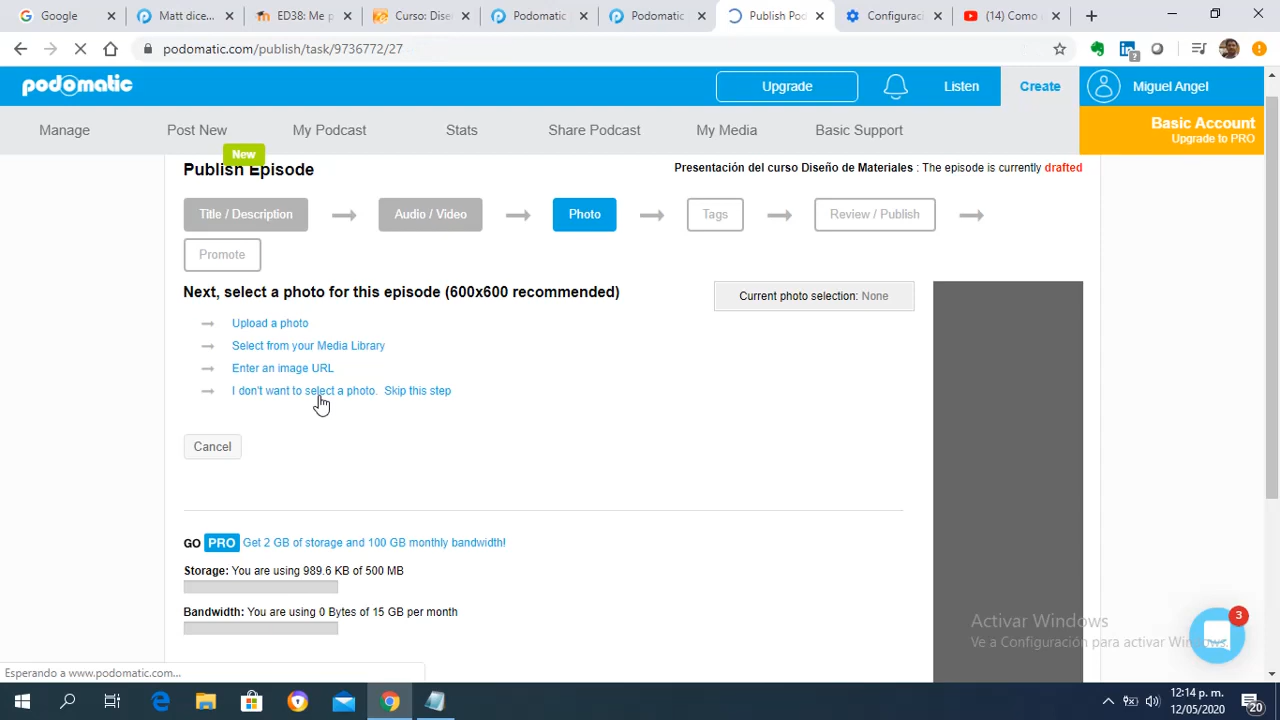 Google
Matt dice...
ED38: Me p
Curso: Diseñ
Podomatic p
Podomatic
Publish Pod
Configuraci
(14) Como
podomatic.com/publish/task/9736772/27
podomatic
Upgrade
Listen
Create
Miguel Angel
Manage
Post New
New
My Podcast
Stats
Share Podcast
My Media
Basic Support
Basic Account
Upgrade to PRO
Publish Episode
Presentación del curso Diseño de Materiales : The episode is currently drafted
Title / Description
Audio / Video
Photo
Tags
Review / Publish
Promote
Next, select a photo for this episode (600x600 recommended)
Current photo selection: None
Upload a photo
Select from your Media Library
Enter an image URL
I don't want to select a photo. Skip this step
Cancel
GO PRO Get 2 GB of storage and 100 GB monthly bandwidth!
Storage: You are using 989.6 KB of 500 MB
Bandwidth: You are using 0 Bytes of 15 GB per month
Activar Windows
Ve a Configuración para activar Windows.
3
Esperando a www.podomatic.com...
12:14 p. m.
12/05/2020
20